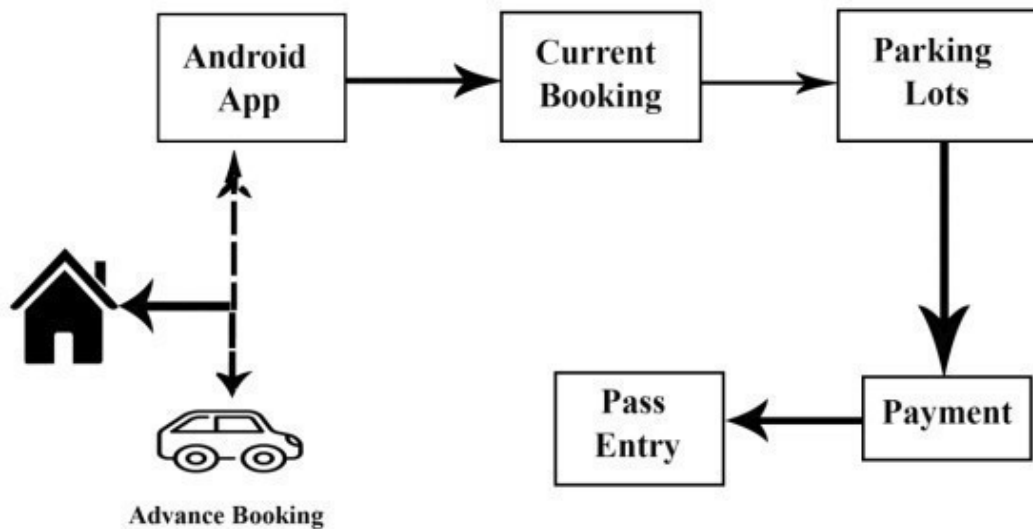 Android
App
Current
Booking
Parking
Lots
Pass
Entry
Payment
Advance Booking